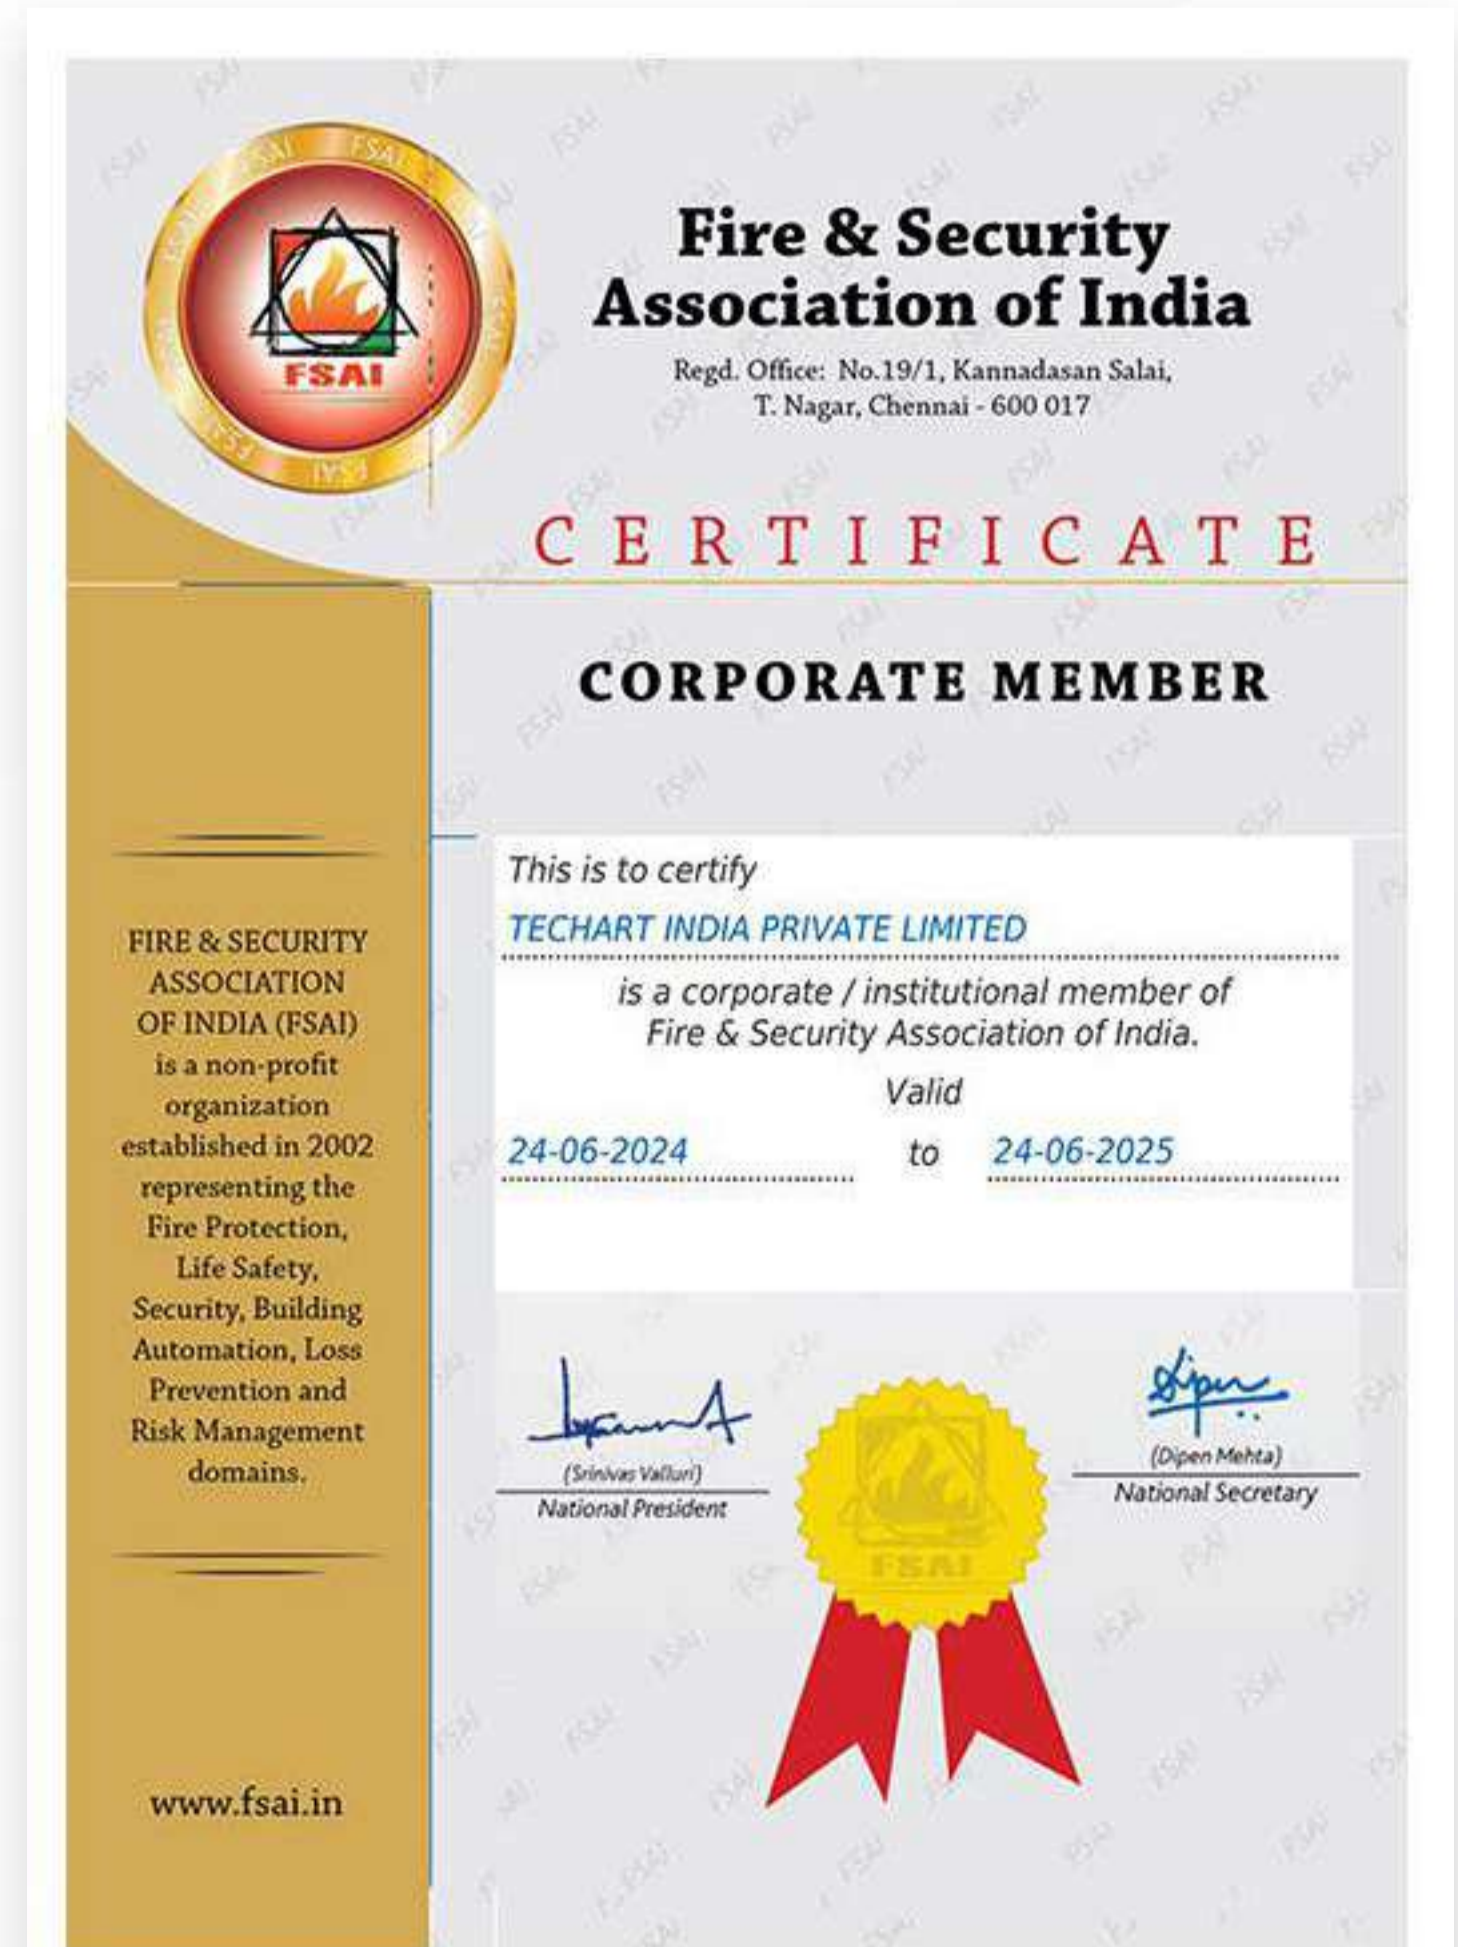 FSAI
Fire & Security
Association of India
Regd. Office: No.19/1, Kannadasan Salai,
T. Nagar, Chennai - 600 017
CERTIFICATE
CORPORATE MEMBER
This is to certify
TECHART INDIA PRIVATE LIMITED
is a corporate / institutional member of
Fire & Security Association of India.
Valid
24-06-2024 to 24-06-2025
(Srinivas Valluri)
National President
FSAI
(Dipen Mehta)
National Secretary
FIRE & SECURITY
ASSOCIATION
OF INDIA (FSAI)
is a non-profit
organization
established in 2002
representing the
Fire Protection,
Life Safety,
Security, Building
Automation, Loss
Prevention and
Risk Management
domains.
www.fsai.in